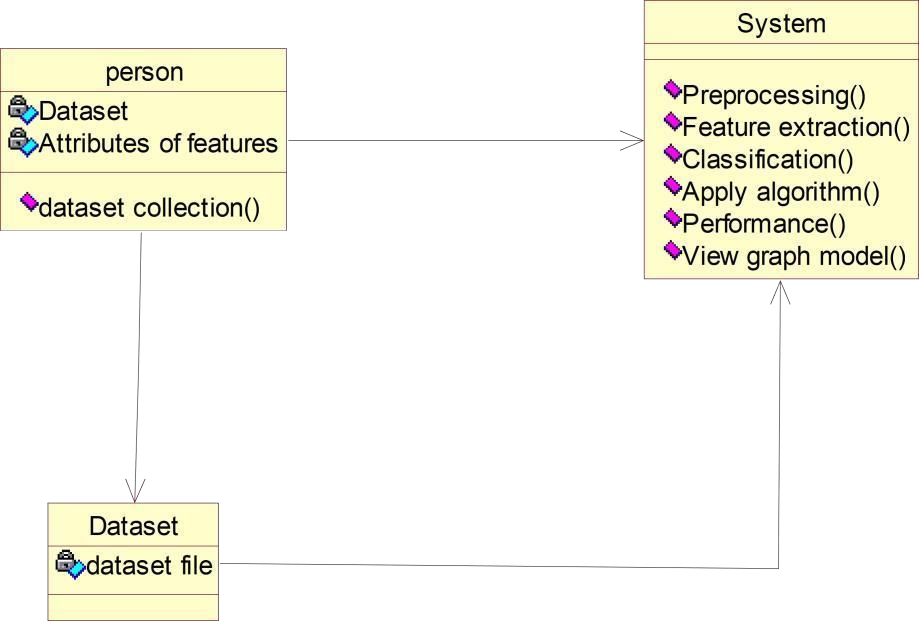 person
Dataset
Attributes of features
dataset collection()
System
Preprocessing()
Feature extraction()
Classification()
Apply algorithm()
Performance()
View graph model()
Dataset
dataset file